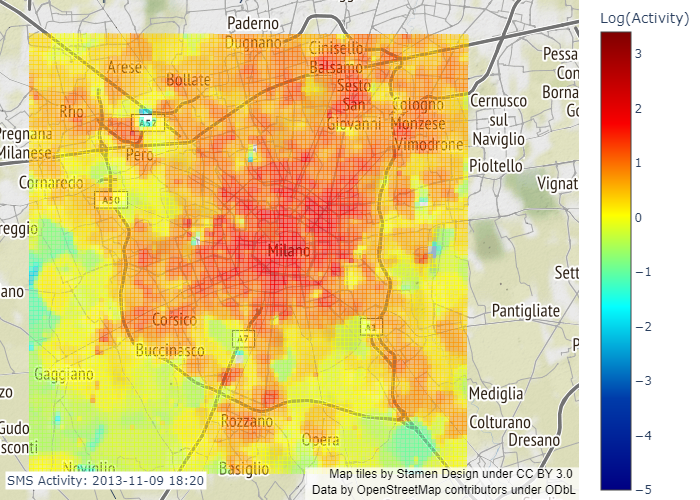 Paderno
Dugnano
Cinisello
Balsamo
Log(Activity)
Arese
Bollate
Sesto
San
Giovanni
Pessa
Con
Borna
Rho
A52
Cologno
Monzese
Cernusco
sul
Naviglio
Pregnana
Milanese
Pero
Vimodrone
Pioltello
Cornaredo
Vignat
A50
reggio
Milano
Sett
ano
Pantigliate
Corsico
A7
Buccinasco
Gaggiano
Mediglia
zo
Rozzano
Colturano
Gudo
Opera
Dresano
sconti
Noviglio
Basiglio
SMS Activity: 2013-11-09 18:20
Map tiles by Stamen Design under CC BY 3.0
Data by OpenStreetMap contributors under ODbL
3
2
1
0
−1
−2
−3
−4
−5